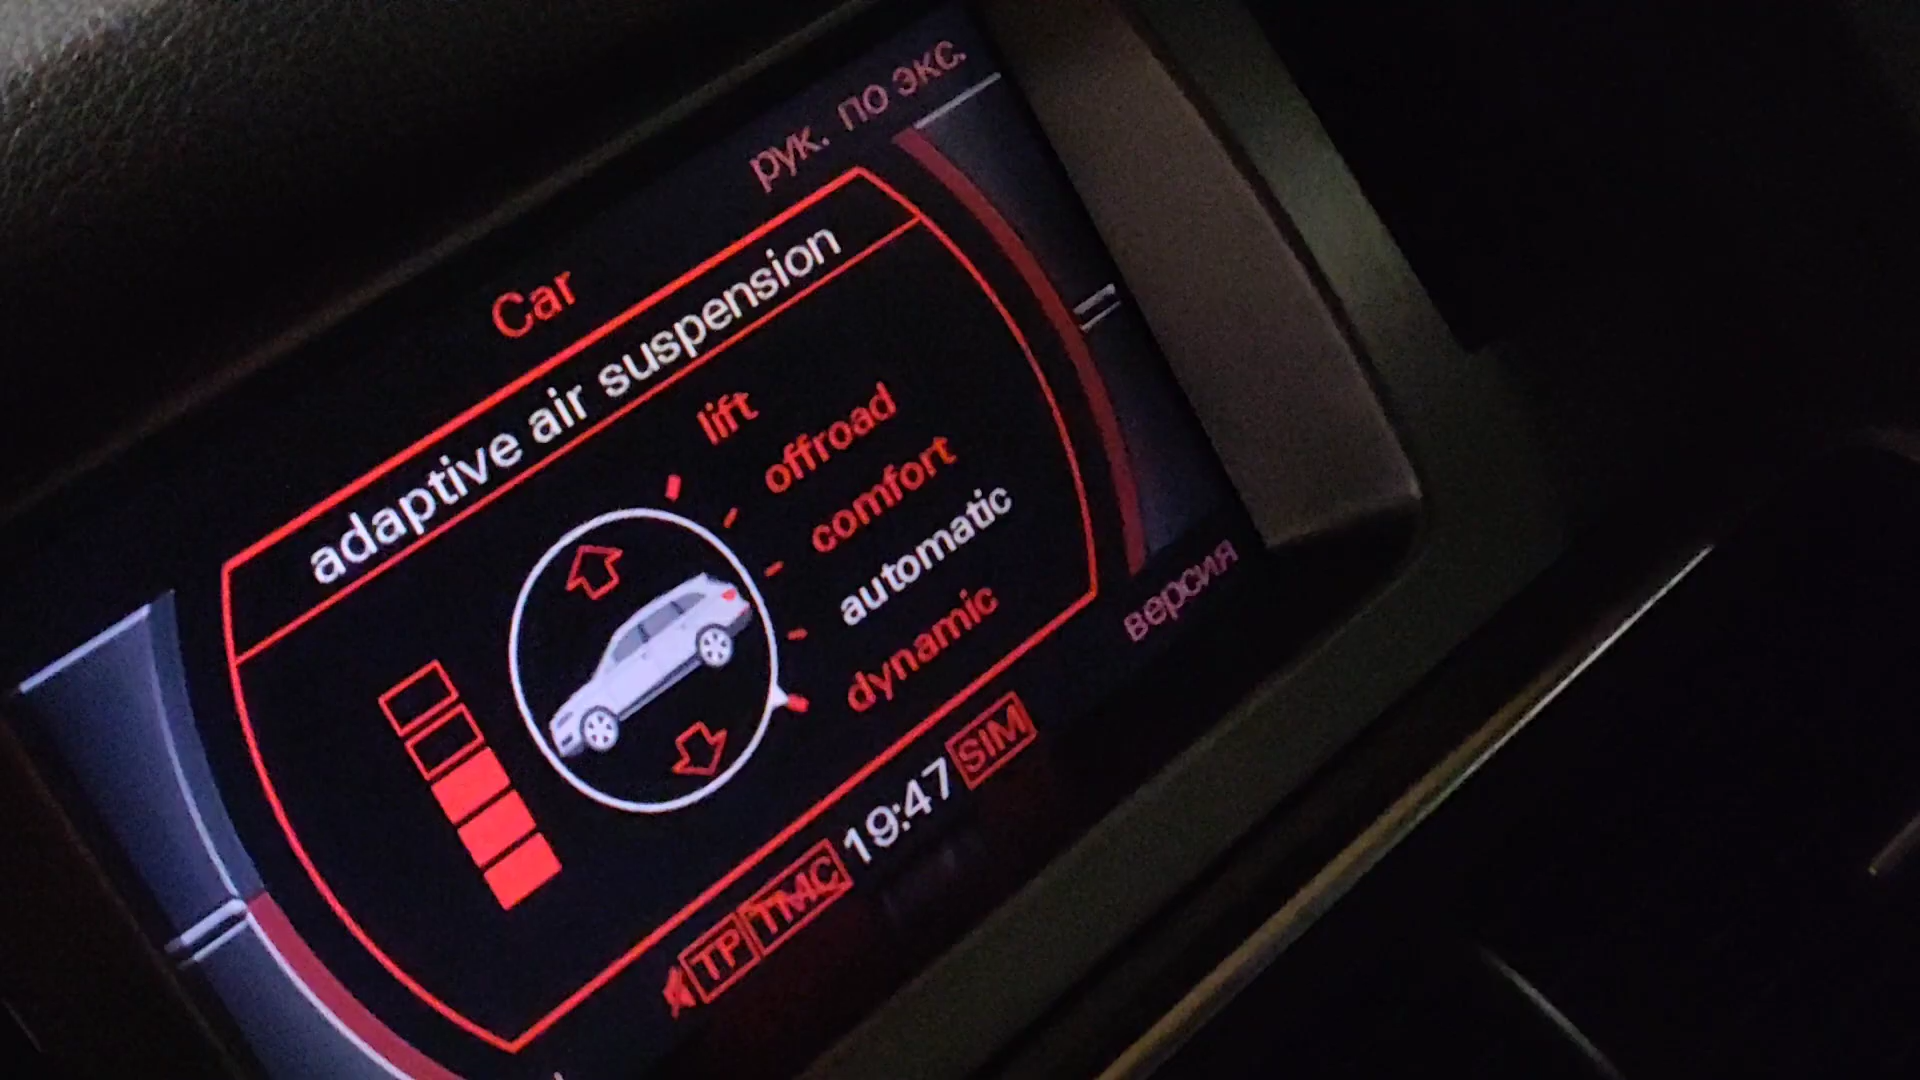 рук. по экс.
Car
adaptive air suspension
lift
offroad
comfort
automatic
dynamic
версия
TP TMC 19:47 SIM